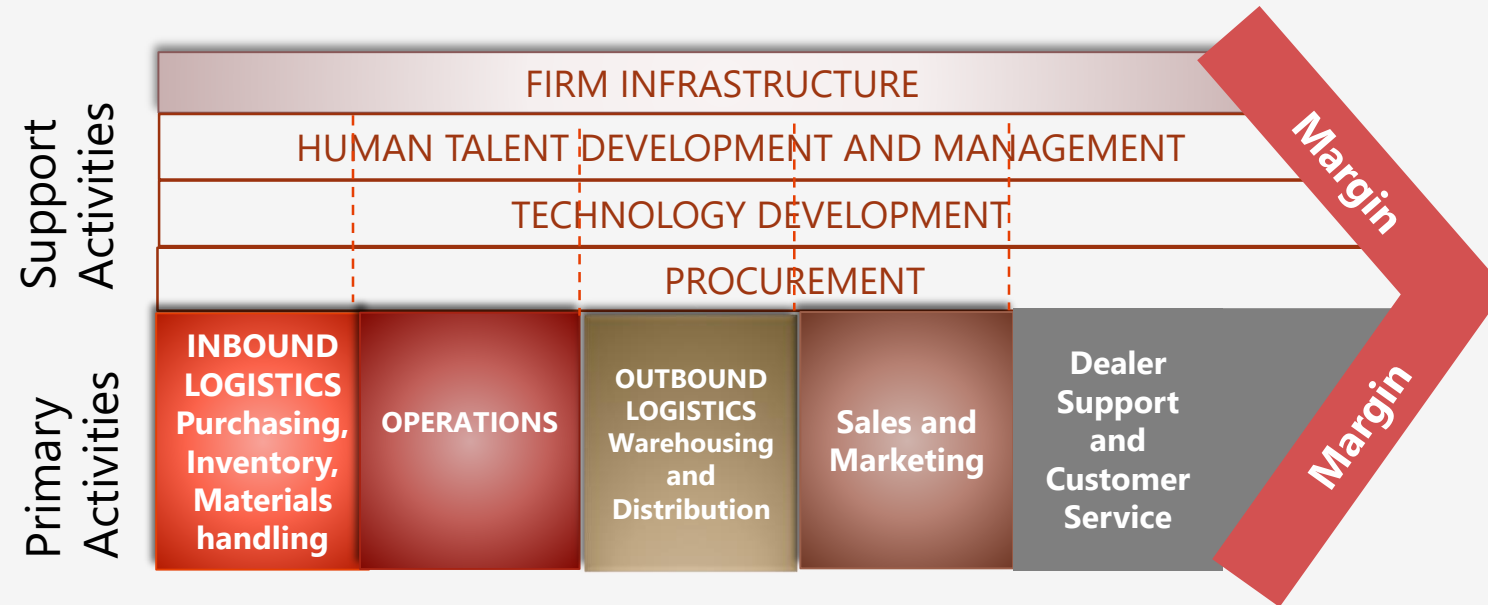 Support
Activities
FIRM INFRASTRUCTURE
HUMAN TALENT DEVELOPMENT AND MANAGEMENT
TECHNOLOGY DEVELOPMENT
PROCUREMENT
Margin
Primary
Activities
INBOUND
LOGISTICS
Purchasing,
Inventory,
Materials
handling
OPERATIONS
OUTBOUND
LOGISTICS
Warehousing
and
Distribution
Sales and
Marketing
Dealer
Support
and
Customer
Service
Margin